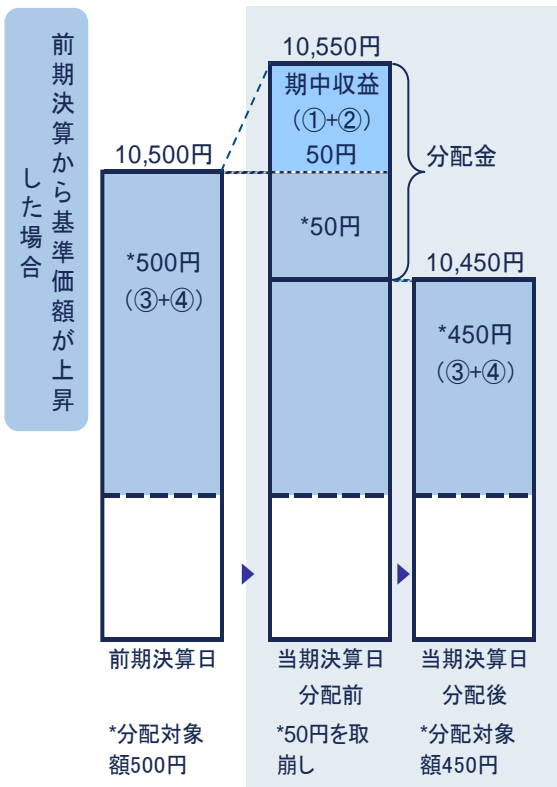 前期決算から基準価額が上昇
した場合
10,500円
*500円
（③+④）
前期決算日
*分配対象
額500円
10,550円
期中収益
（①+②）
50円
*50円
分配金
当期決算日
分配前
*50円を取
崩し
10,450円
*450円
（③+④）
当期決算日
分配後
*分配対象
額450円